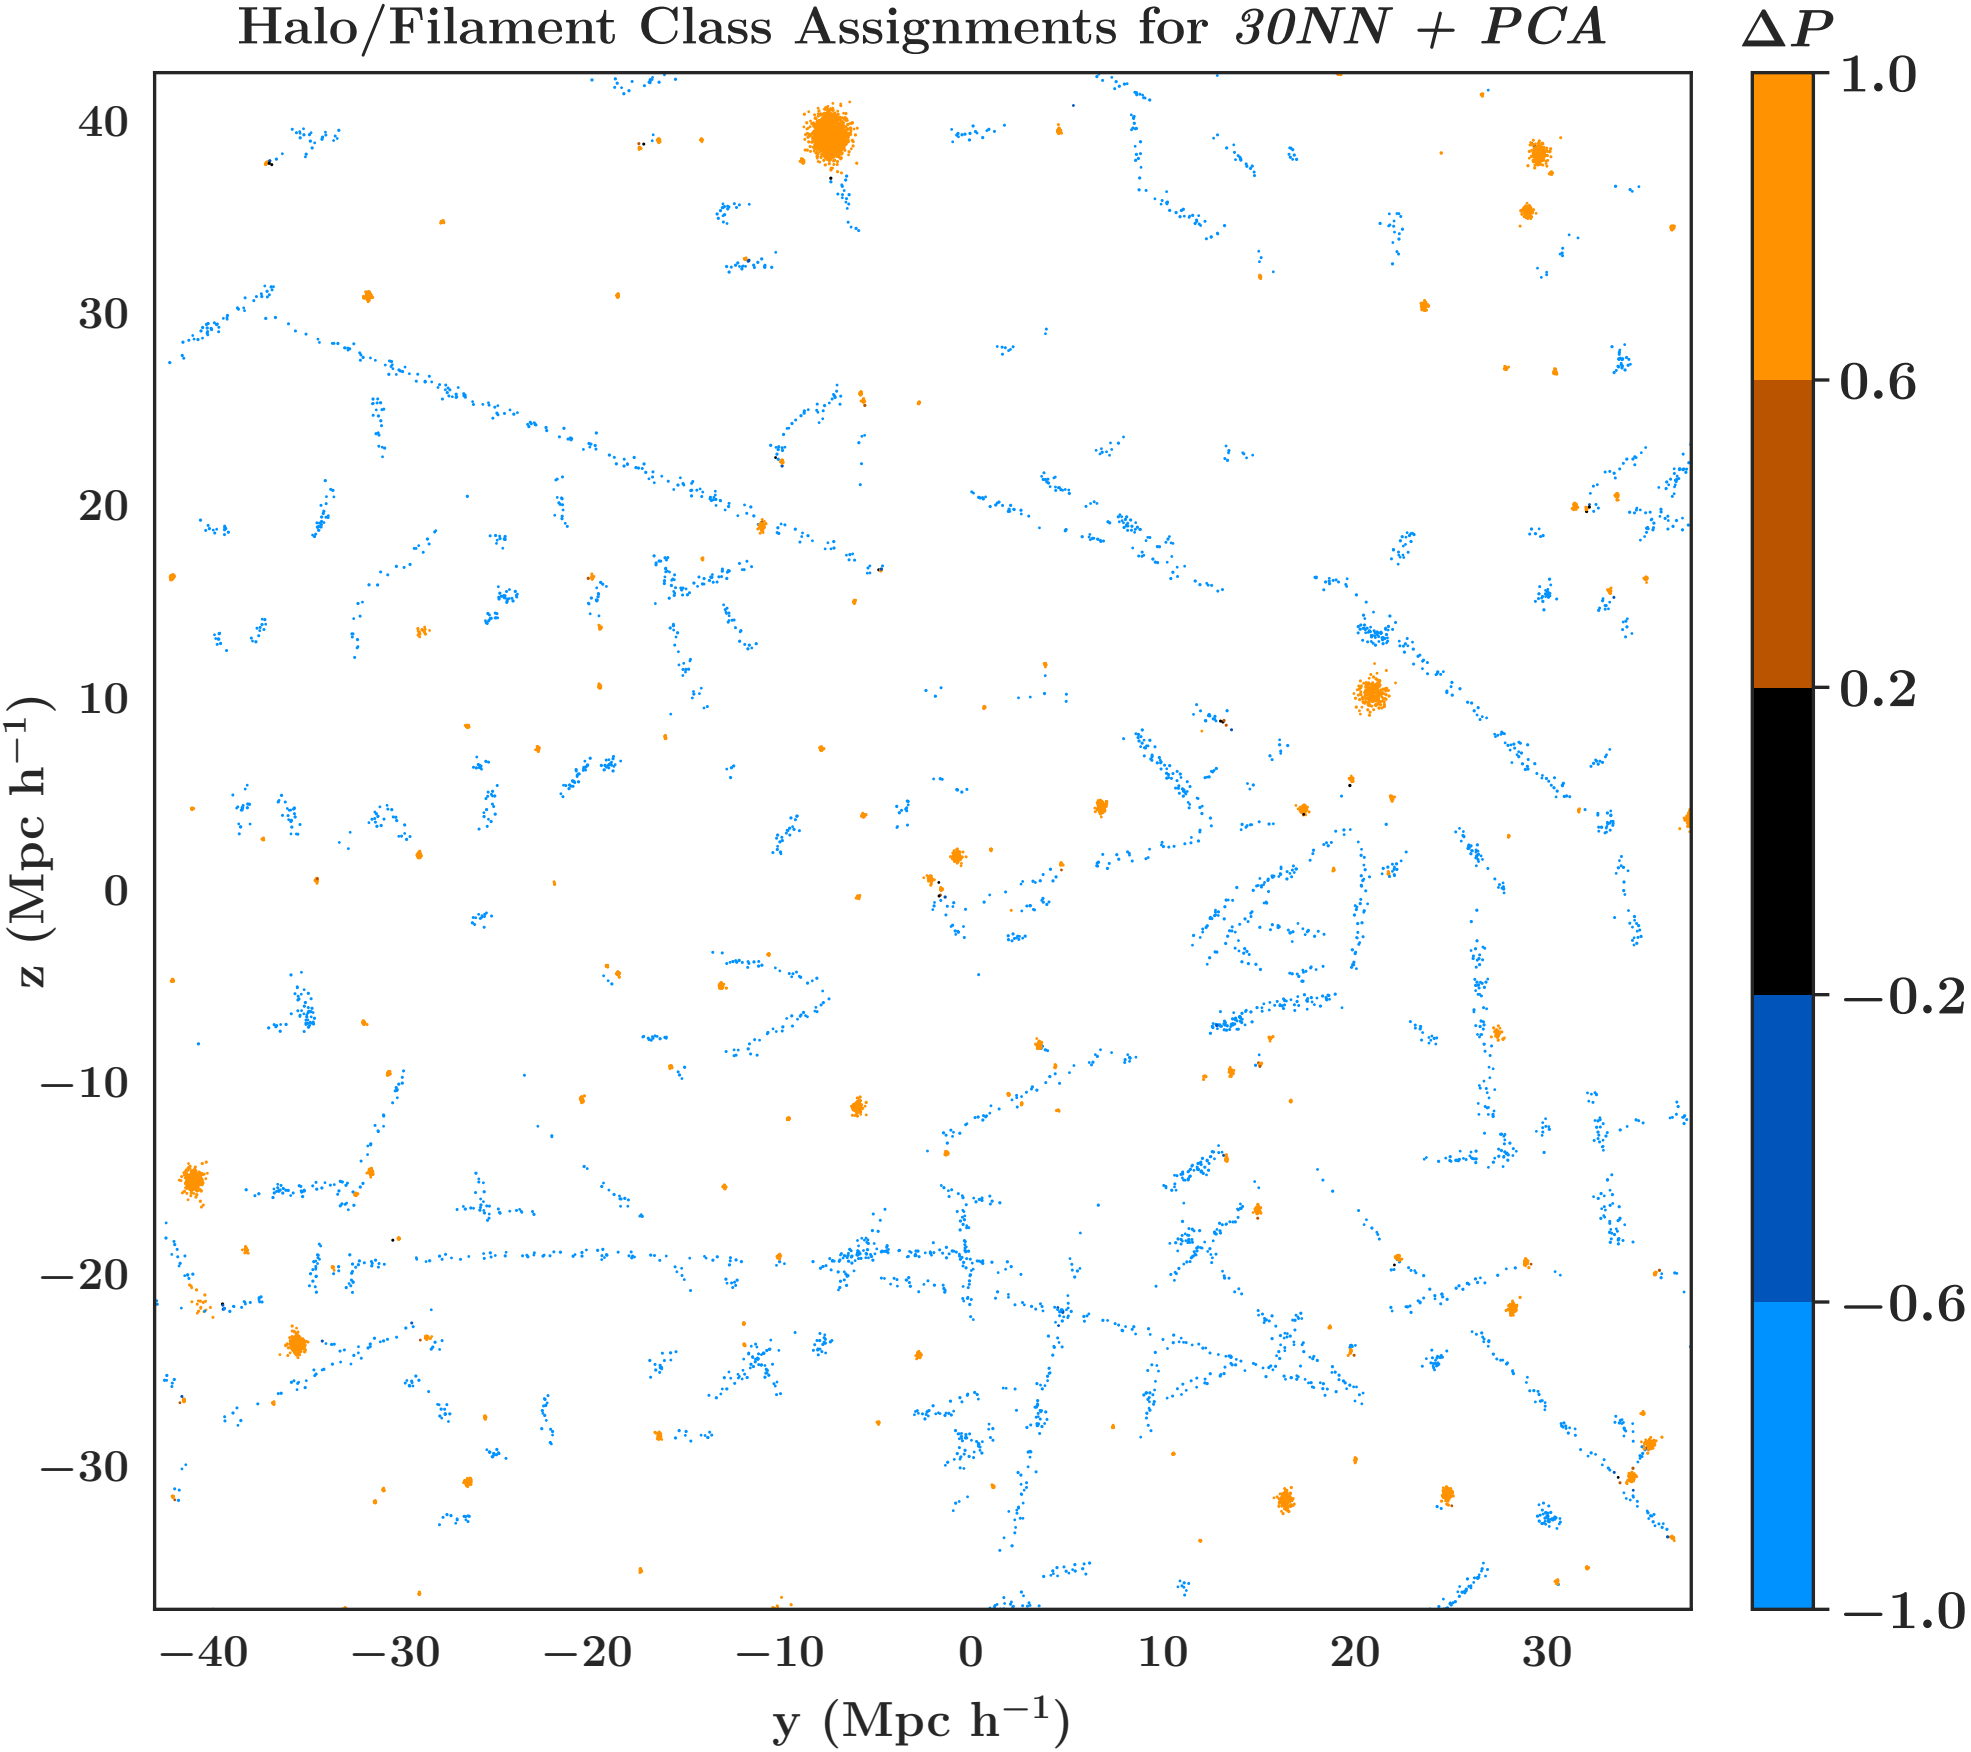 Halo/Filament Class Assignments for 30NN + PCA
ΔP
1.0
0.6
0.2
−0.2
−0.6
−1.0
40
30
20
10
0
−10
−20
−30
z (Mpc h⁻¹)
−40 −30 −20 −10 0 10 20 30
y (Mpc h⁻¹)